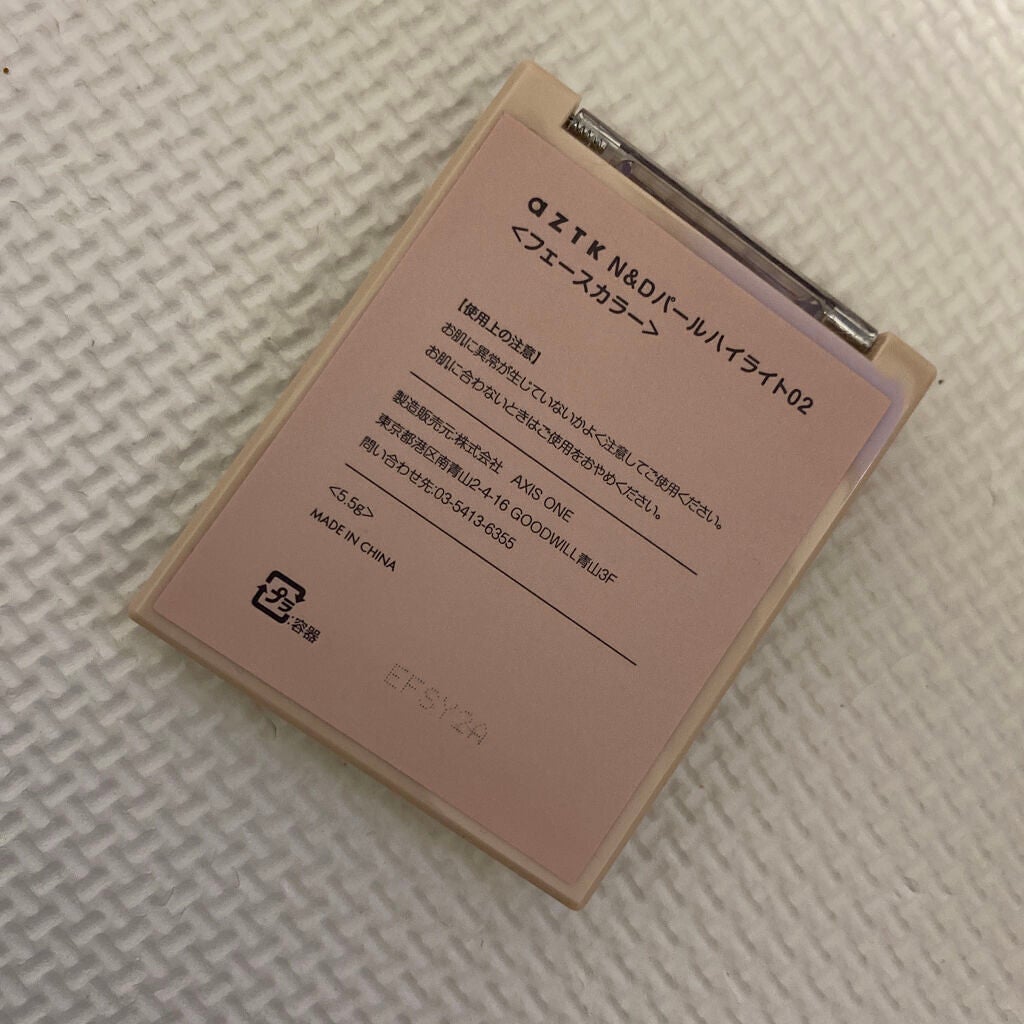 aZTK N&Dパールハイライト02
<フェースカラー>
【使用上の注意】
お肌に異常が生じていないかよく注意してご使用ください。
お肌に合わないときはご使用をおやめください。
製造販売元:株式会社 AXIS ONE
東京都港区南青山2-4-16 GOODWILL青山3F
問い合わせ先:03-5413-6355
<5.5g>
MADE IN CHINA
プラ:容器
EFSY2A